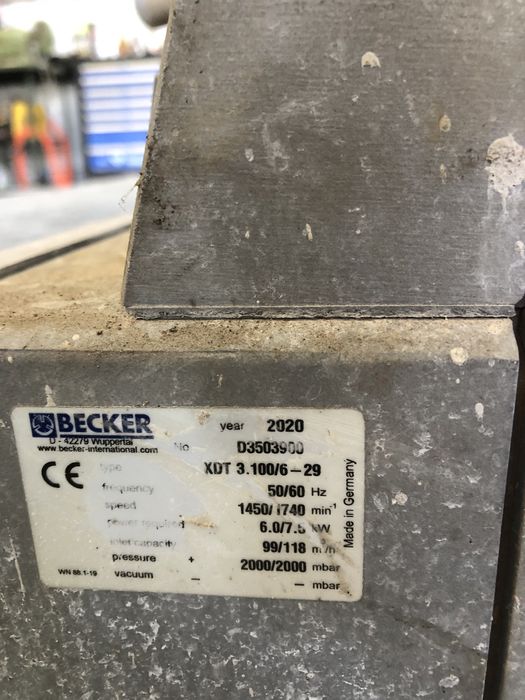 BECKER
D - 42279 Wuppertal
www.becker-international.com
year 2020
No D3503900
CE type XDT 3.100/6-29
frequency 50/60 Hz
speed 1450/1740 min-1
power required 6.0/7.5 kW
inlet capacity 99/118 m³/h
pressure + 2000/2000 mbar
WN 88.1-19 vacuum – – mbar
Made in Germany